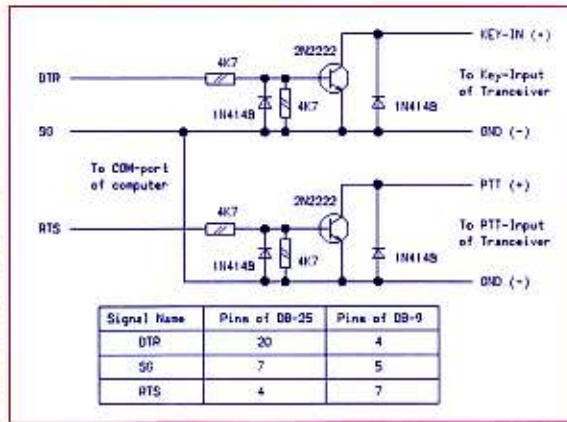 2N2222 KEY-IN (+)
4K7
DTR To Key-Input
of Tranceiver
1N4148 4K7 1N4148
SG GND (-)
To COM-port
of computer
2N2222 PTT (+)
4K7
RTS To PTT-Input
of Tranceiver
1N4148 4K7 1N4148
GND (-)
Signal Name Pins of DB-25 Pins of DB-9
DTR 20 4
SG 7 5
RTS 4 7